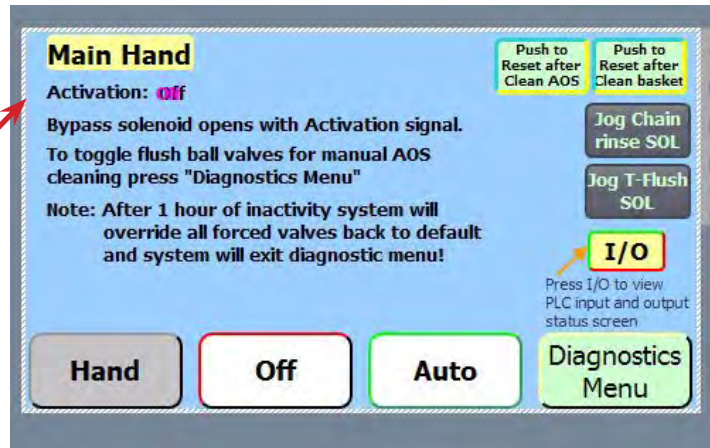 Main Hand
Push to
Reset after
Clean AOS
Push to
Reset after
Clean basket
Activation: Off
Bypass solenoid opens with Activation signal.
To toggle flush ball valves for manual AOS
cleaning press "Diagnostics Menu"
Note: After 1 hour of inactivity system will
override all forced valves back to default
and system will exit diagnostic menu!
Jog Chain
rinse SOL
Jog T-Flush
SOL
I/O
Press I/O to view
PLC input and output
status screen
Hand
Off
Auto
Diagnostics
Menu